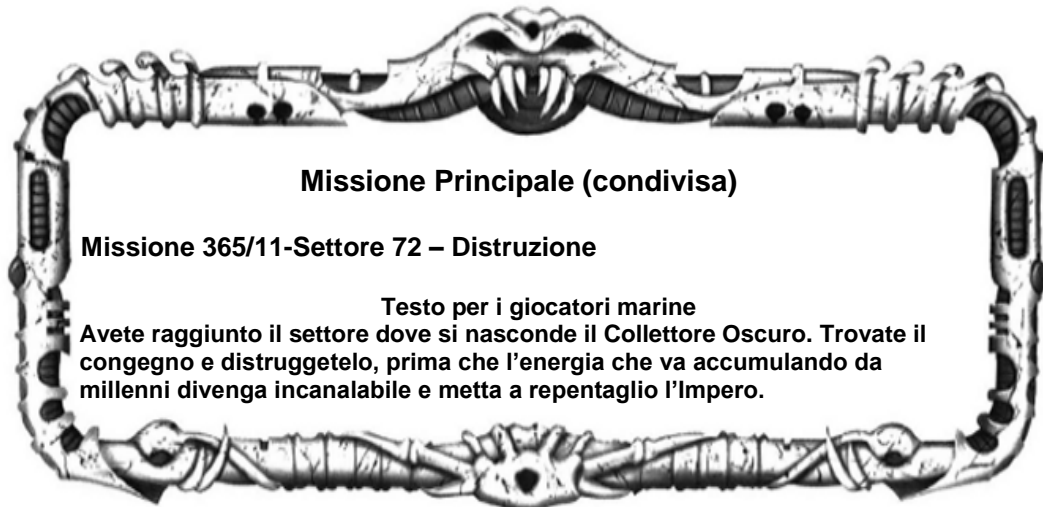 Missione Principale (condivisa)
Missione 365/11-Settore 72 – Distruzione
Testo per i giocatori marine
Avete raggiunto il settore dove si nasconde il Collettore Oscuro. Trovate il
congegno e distruggetelo, prima che l’energia che va accumulando da
millenni divenga incanalabile e metta a repentaglio l’Impero.